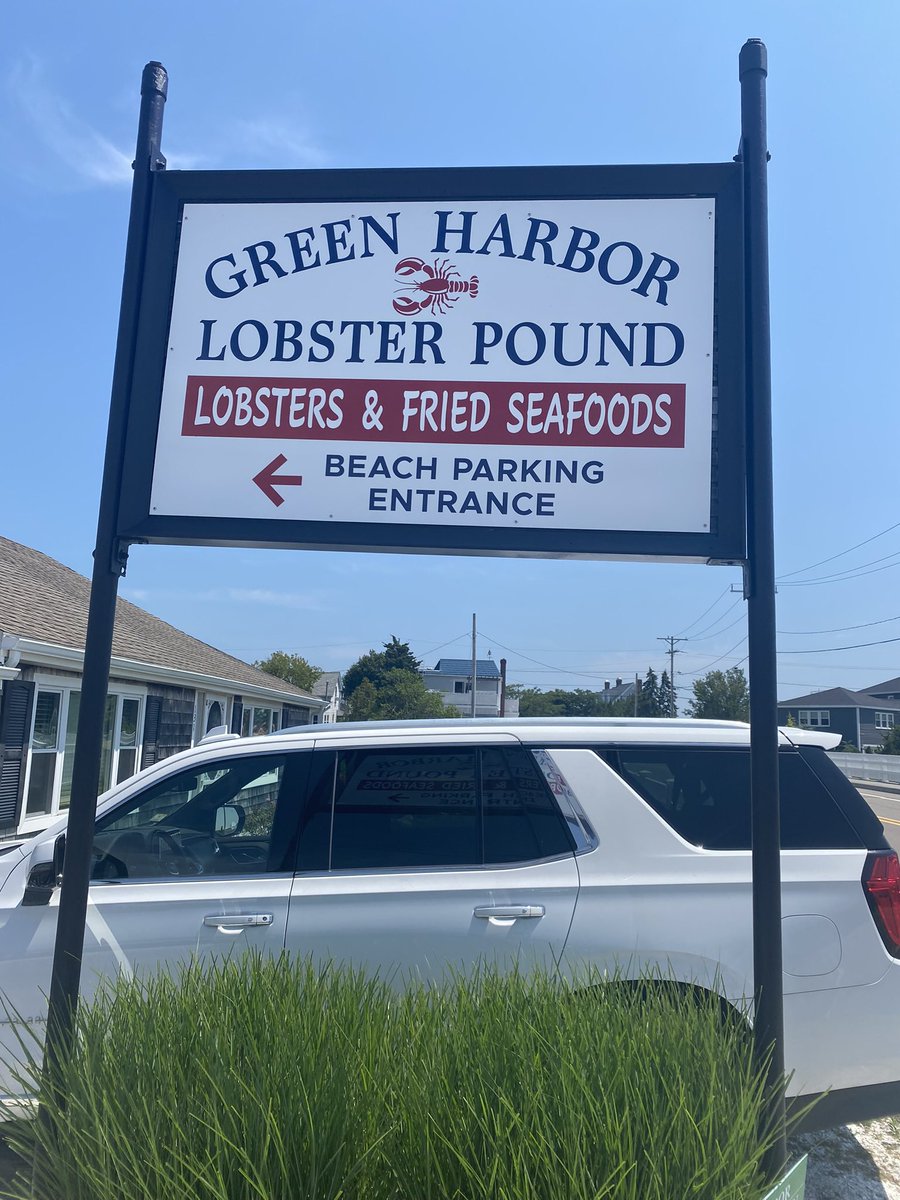 GREEN HARBOR
LOBSTER POUND
LOBSTERS & FRIED SEAFOODS
BEACH PARKING
ENTRANCE